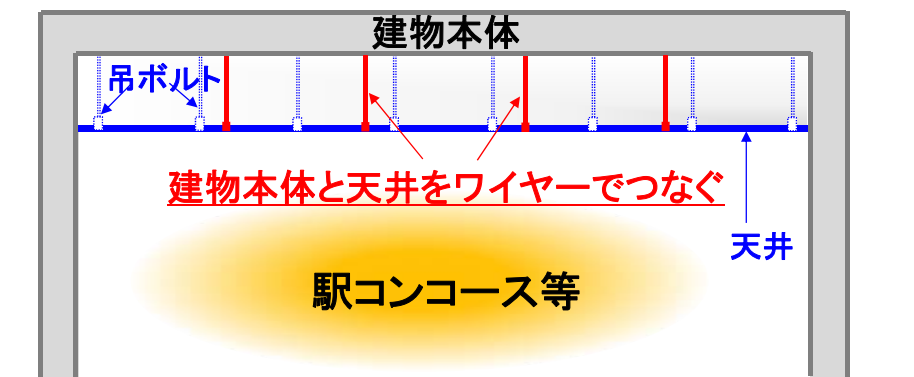 建物本体
吊ボルト
建物本体と天井をワイヤーでつなぐ
天井
駅コンコース等